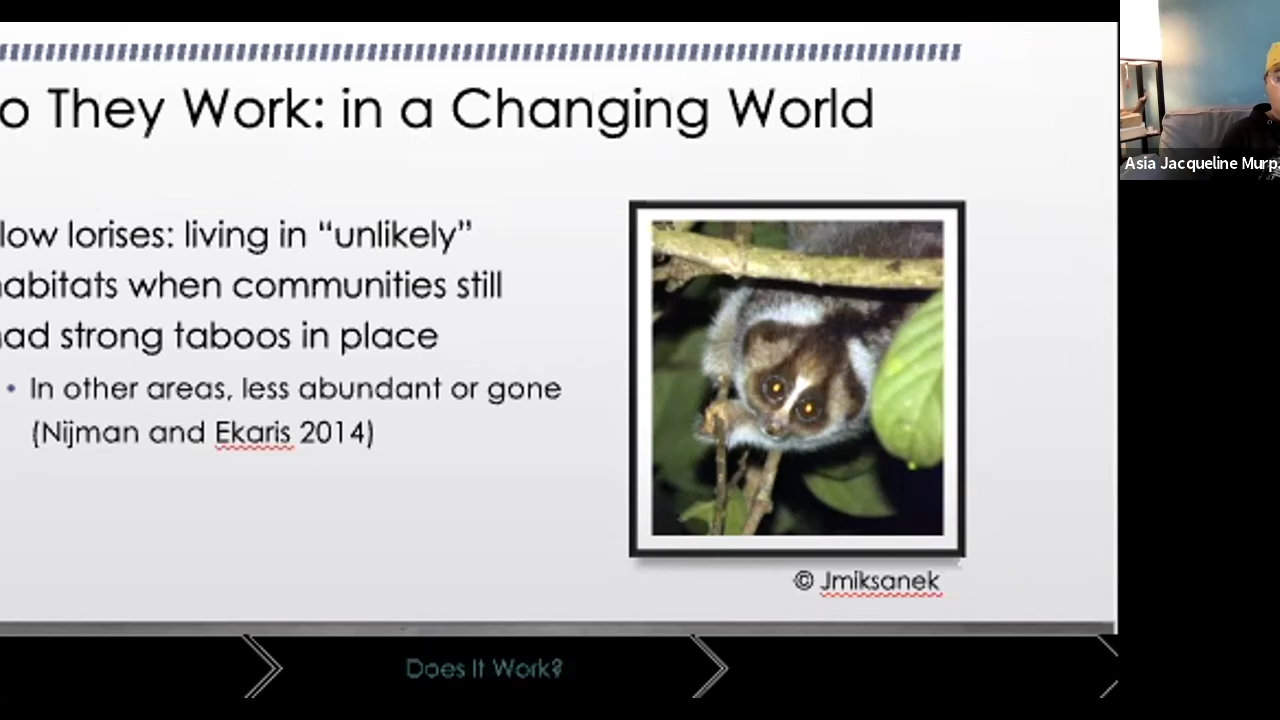 o They Work: in a Changing World
low lorises: living in “unlikely”
abitats when communities still
ad strong taboos in place
• In other areas, less abundant or gone
(Nijman and Ekaris 2014)
© Jmiksanek
Does It Work?
Asia Jacqueline Murp.